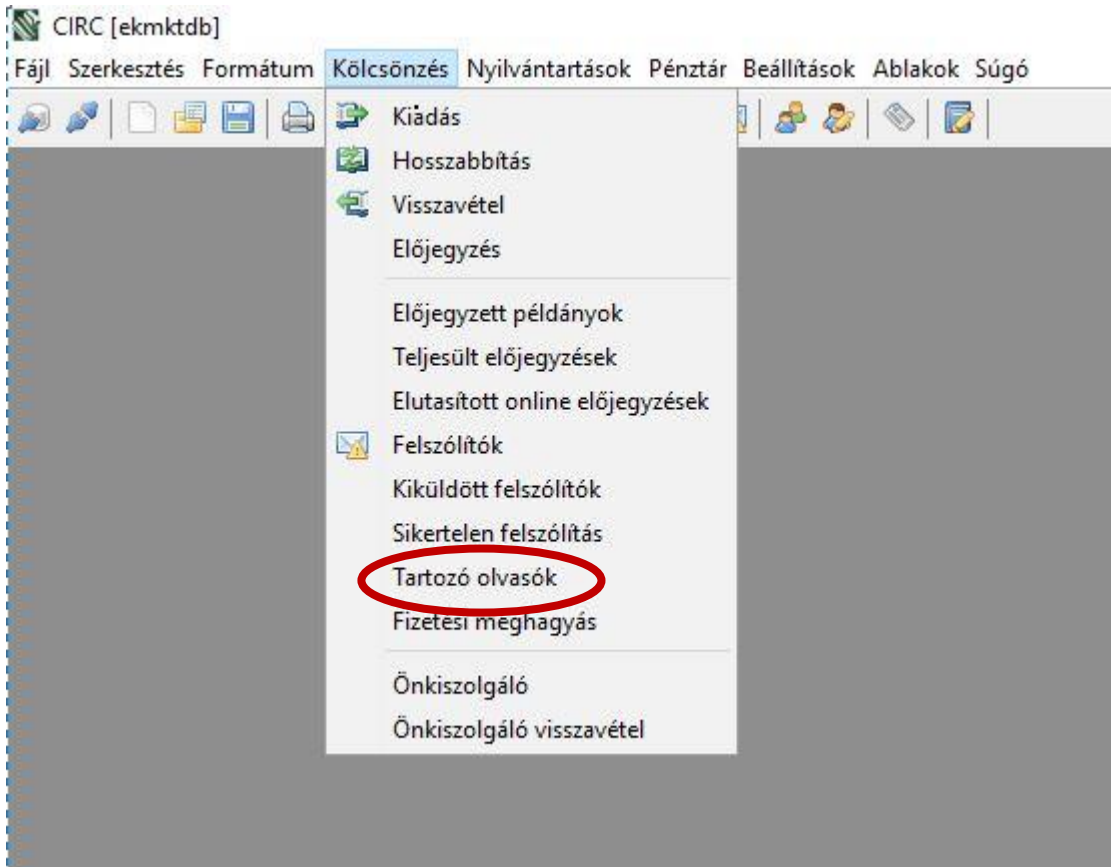 CIRC [ekmktdb]
Fájl Szerkesztés Formátum Kölcsönzés Nyilvántartások Pénztár Beállítások Ablakok Súgó
Kiadás
Hosszabbítás
Visszavétel
Előjegyzés
Előjegyzett példányok
Teljesült előjegyzések
Elutasított online előjegyzések
Felszólítók
Kiküldött felszólítók
Sikertelen felszólítás
Tartozó olvasók
Fizetési meghagyás
Önkiszolgáló
Önkiszolgáló visszavétel